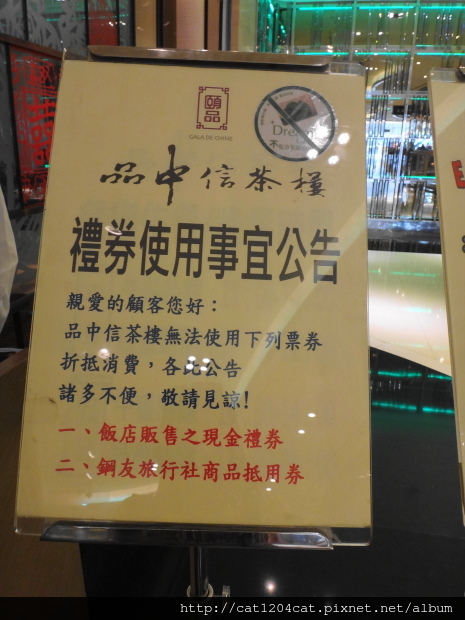 頤品
GALA DE CHINE
Dream
品中信茶樓
禮券使用事宜公告
親愛的顧客您好：
品中信茶樓無法使用下列票券
折抵消費，各此公告
諸多不便，敬請見諒!
一、飯店販售之現金禮券
二、鋼友旅行社商品抵用券
http://cat1204cat.pixnet.net/album